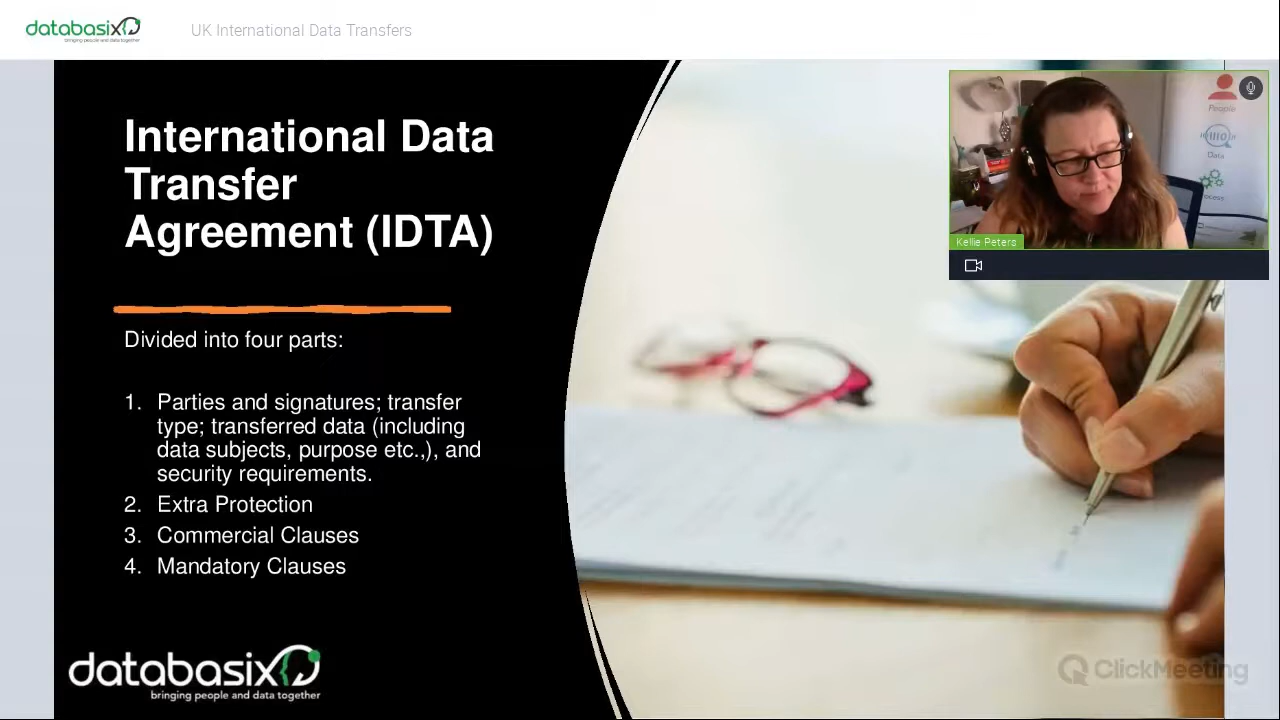 databasix
bringing people and data together
UK International Data Transfers
International Data
Transfer
Agreement (IDTA)
Divided into four parts:
1. Parties and signatures; transfer
type; transferred data (including
data subjects, purpose etc.,), and
security requirements.
2. Extra Protection
3. Commercial Clauses
4. Mandatory Clauses
databasix
bringing people and data together
People
Data
Kellie Peters
ClickMeeting